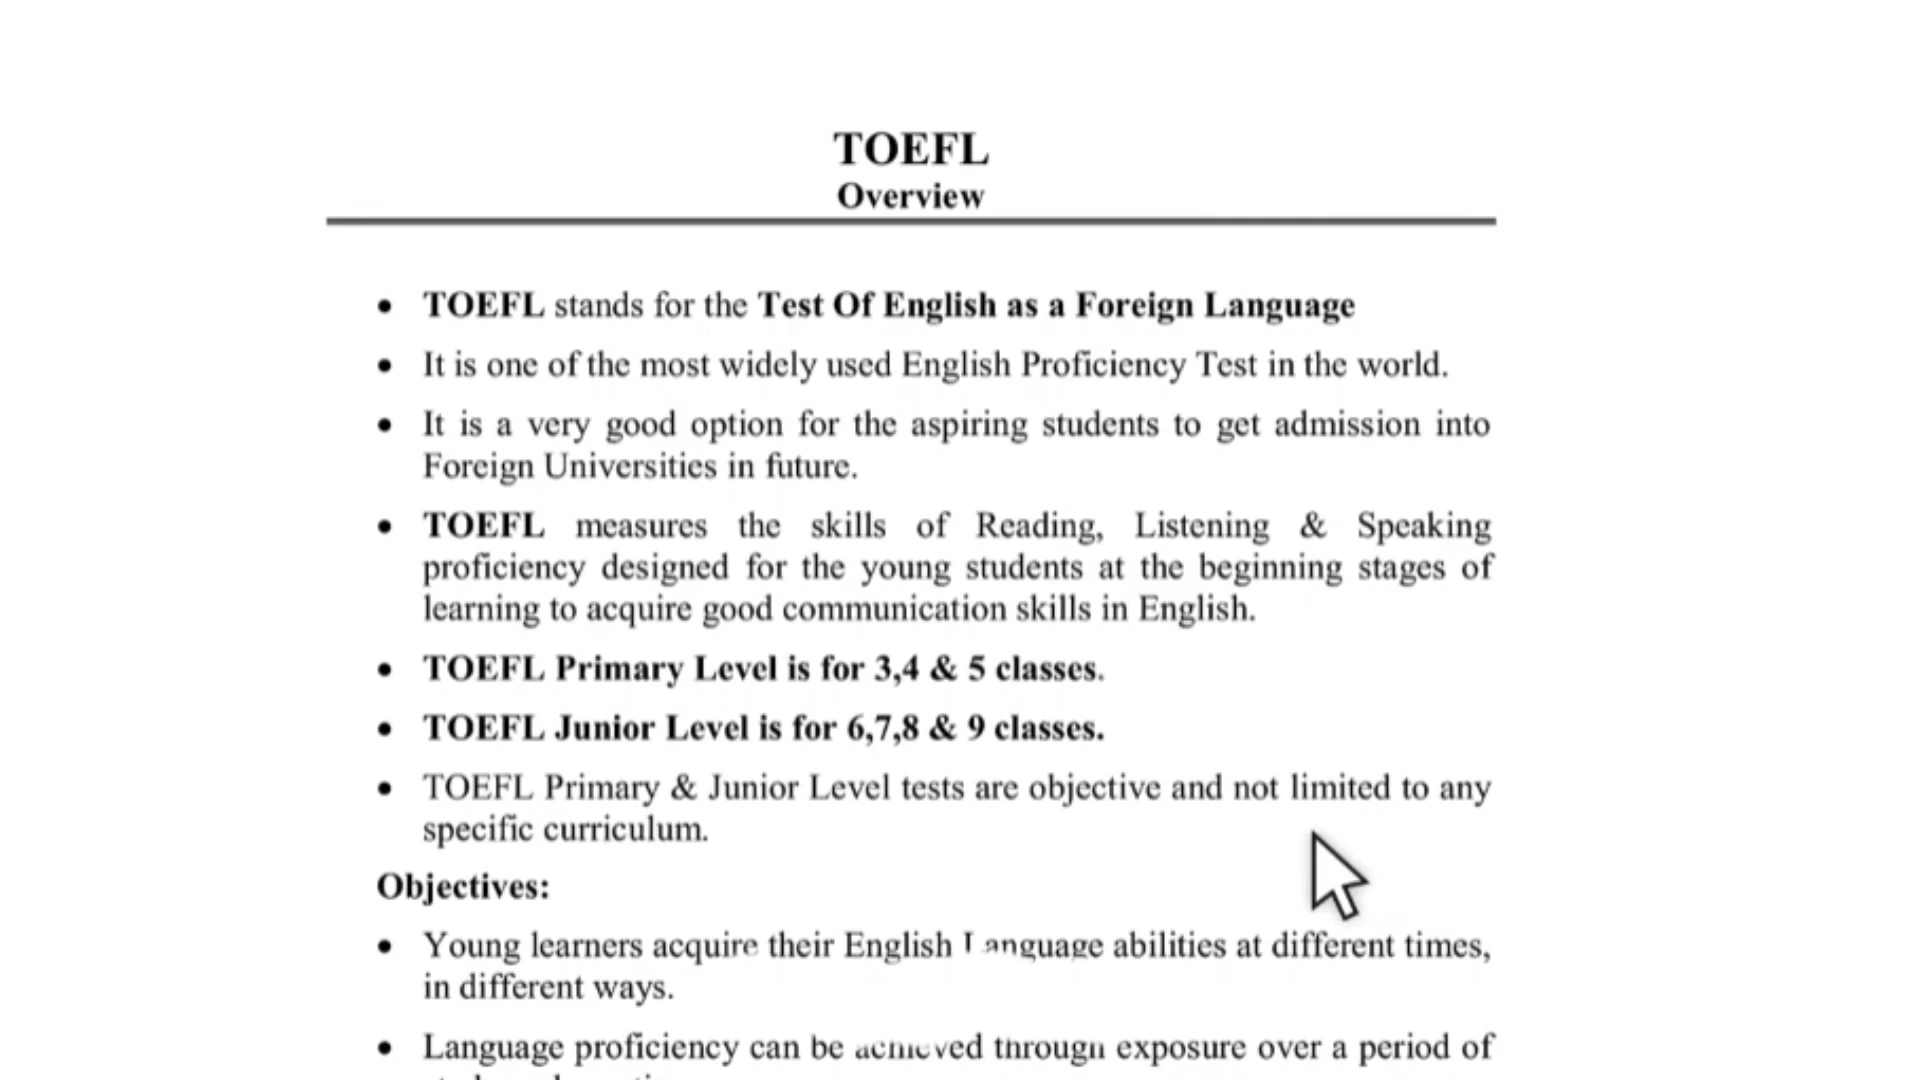 TOEFL
Overview
• TOEFL stands for the Test Of English as a Foreign Language
• It is one of the most widely used English Proficiency Test in the world.
• It is a very good option for the aspiring students to get admission into
Foreign Universities in future.
• TOEFL measures the skills of Reading, Listening & Speaking
proficiency designed for the young students at the beginning stages of
learning to acquire good communication skills in English.
• TOEFL Primary Level is for 3,4 & 5 classes.
• TOEFL Junior Level is for 6,7,8 & 9 classes.
• TOEFL Primary & Junior Level tests are objective and not limited to any
specific curriculum.
Objectives:
• Young learners acquire their English Language abilities at different times,
in different ways.
• Language proficiency can be achieved through exposure over a period of